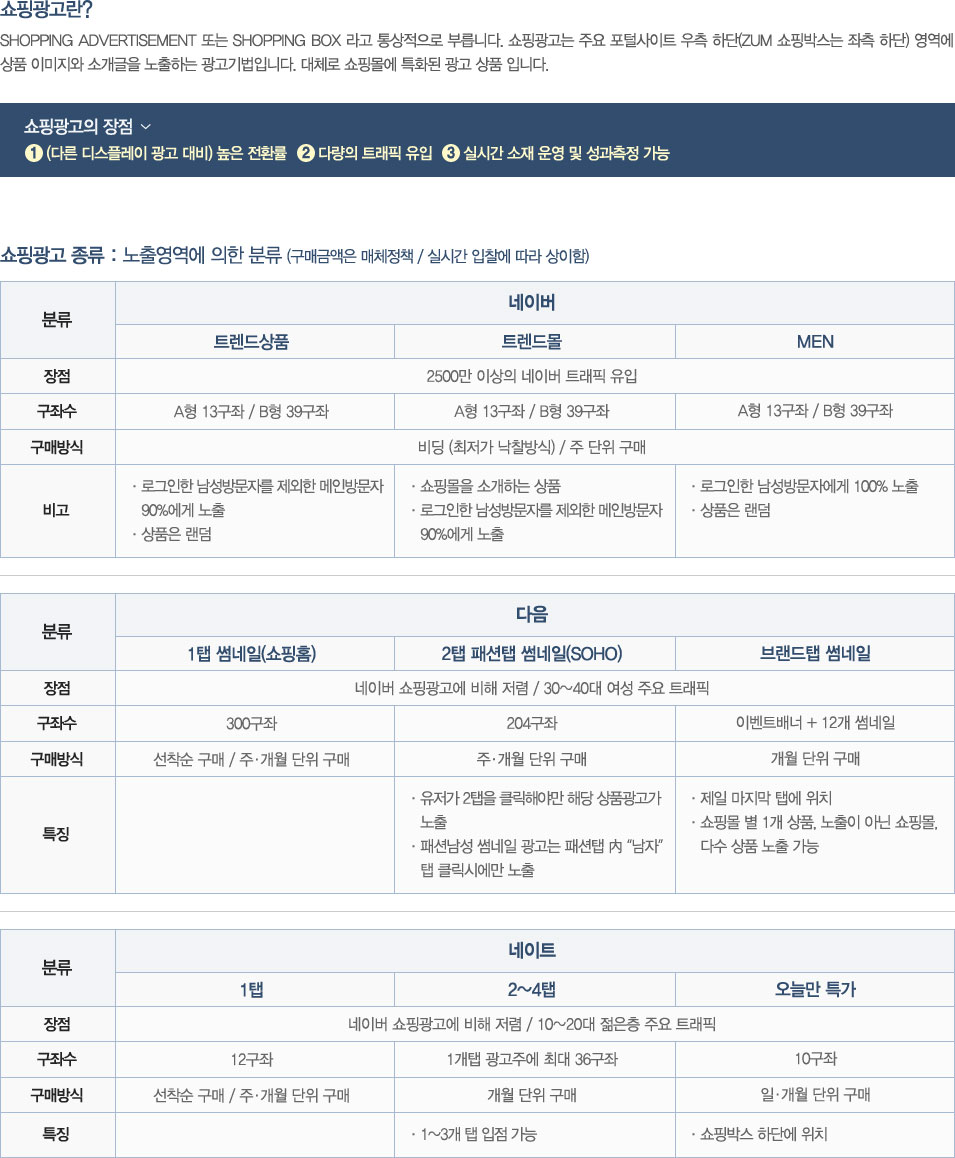 쇼핑광고란?
SHOPPING ADVERTISEMENT 또는 SHOPPING BOX 라고 통상적으로 부릅니다. 쇼핑광고는 주요 포털사이트 우측 하단(ZUM 쇼핑박스는 좌측 하단) 영역에
상품 이미지와 소개글을 노출하는 광고기법입니다. 대체로 쇼핑몰에 특화된 광고 상품 입니다.
쇼핑광고의 장점
1 (다른 디스플레이 광고 대비) 높은 전환률 2 다량의 트래픽 유입 3 실시간 소재 운영 및 성과측정 가능
쇼핑광고 종류 : 노출영역에 의한 분류 (구매금액은 매체정책 / 실시간 입찰에 따라 상이함)
분류 네이버
트렌드상품 트렌드몰 MEN
장점 2500만 이상의 네이버 트래픽 유입
구좌수 A형 13구좌 / B형 39구좌 A형 13구좌 / B형 39구좌 A형 13구좌 / B형 39구좌
구매방식 비딩 (최저가 낙찰방식) / 주 단위 구매
비고
· 로그인한 남성방문자를 제외한 메인방문자
90%에게 노출
· 상품은 랜덤
· 쇼핑몰을 소개하는 상품
· 로그인한 남성방문자를 제외한 메인방문자
90%에게 노출
· 로그인한 남성방문자에게 100% 노출
· 상품은 랜덤
분류 다음
1탭 썸네일(쇼핑홈) 2탭 패션탭 썸네일(SOHO) 브랜드탭 썸네일
장점 네이버 쇼핑광고에 비해 저렴 / 30~40대 여성 주요 트래픽
구좌수 300구좌 204구좌 이벤트배너 + 12개 썸네일
구매방식 선착순 구매 / 주·개월 단위 구매 주·개월 단위 구매 개월 단위 구매
특징
· 유저가 2탭을 클릭해야만 해당 상품광고가
노출
· 패션남성 썸네일 광고는 패션탭 內 “남자”
탭 클릭시에만 노출
· 제일 마지막 탭에 위치
· 쇼핑몰 별 1개 상품, 노출이 아닌 쇼핑몰,
다수 상품 노출 가능
분류 네이트
1탭 2~4탭 오늘만 특가
장점 네이버 쇼핑광고에 비해 저렴 / 10~20대 젊은층 주요 트래픽
구좌수 12구좌 1개탭 광고주에 최대 36구좌 10구좌
구매방식 선착순 구매 / 주·개월 단위 구매 개월 단위 구매 일·개월 단위 구매
특징 · 1~3개 탭 입점 가능 · 쇼핑박스 하단에 위치